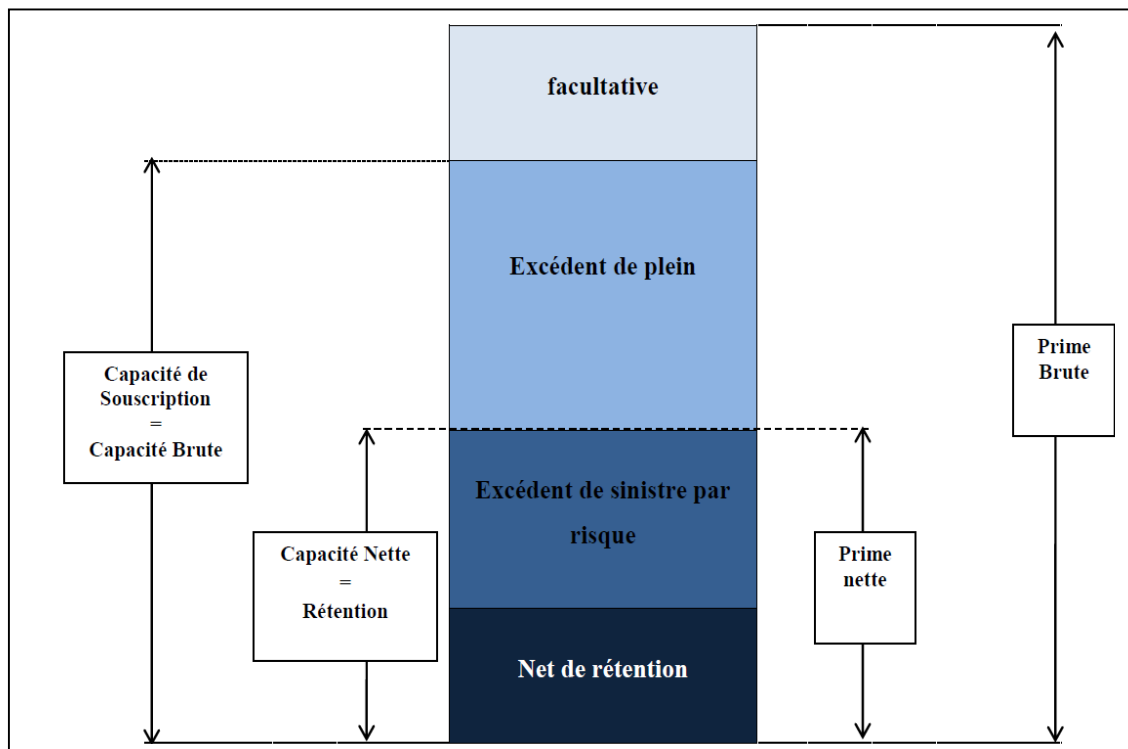 facultative
Excédent de plein
Prime
Brute
Capacité de
Souscription
=
Capacité Brute
Excédent de sinistre par
risque
Capacité Nette
=
Rétention
Prime
nette
Net de rétention